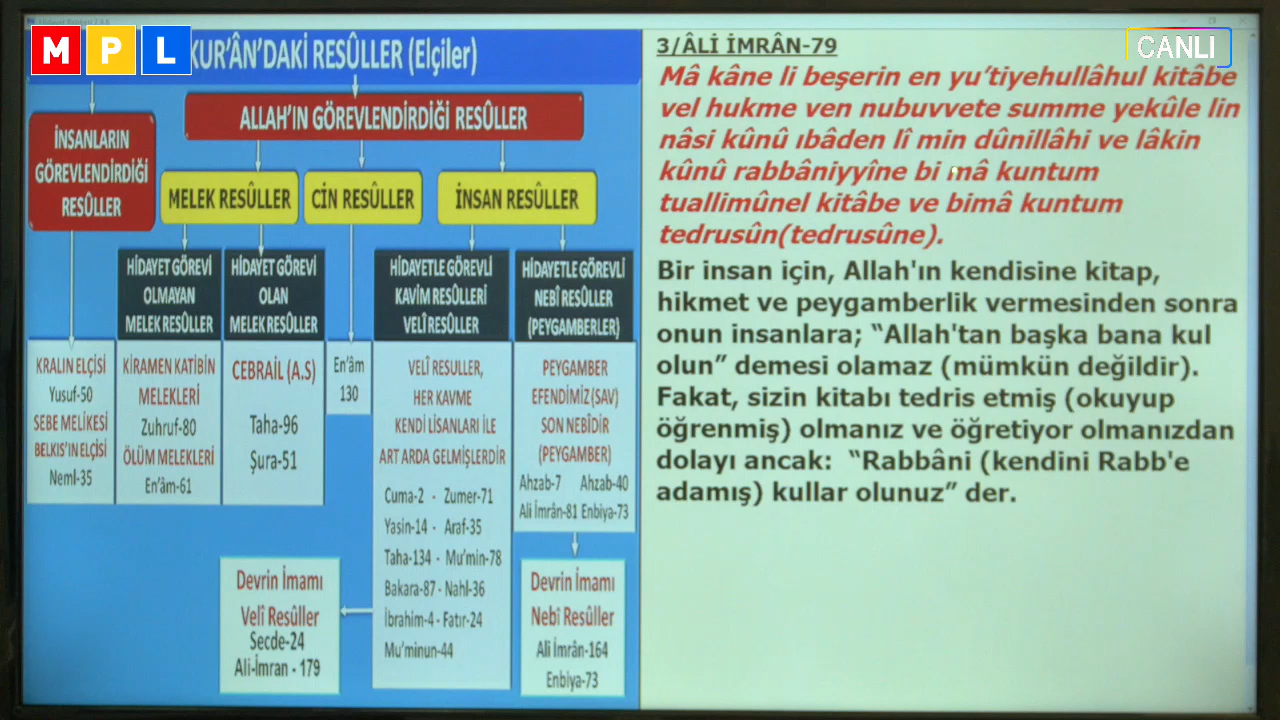 MPL
CANLI
KUR'ÂN'DAKİ RESÛLLER (Elçiler)
İNSANLARIN
GÖREVLENDİRDİĞİ
RESÛLLER
ALLAH'IN GÖREVLENDİRDİĞİ RESÛLLER
MELEK RESÛLLER
CİN RESÛLLER
İNSAN RESÛLLER
HİDAYET GÖREVİ
OLMAYAN
MELEK RESÛLLER
HİDAYET GÖREVİ
OLAN
MELEK RESÛLLER
HİDAYETLE GÖREVLİ
KAVİM RESÛLLERİ
VELÎ RESÛLLER
HİDAYETLE GÖREVLİ
NEBÎ RESÛLLER
(PEYGAMBERLER)
KRALIN ELÇİSİ
Yusuf-50
SEBE MELİKESİ
BELKIS'IN ELÇİSİ
Neml-35
KİRAMEN KATİBİN
MELEKLERİ
Zuhruf-80
ÖLÜM MELEKLERİ
En'âm-61
CEBRAİL (A.S)
Taha-96
Şura-51
En'âm
130
VELÎ RESULLER,
HER KAVME
KENDİ LİSANLARI İLE
ART ARDA GELMİŞLERDİR
Cuma-2 - Zumer-71
Yasin-14 - Araf-35
Taha-134 - Mu'min-78
Bakara-87 - Nahl-36
İbrahim-4 - Fatır-24
Mu'minun-44
PEYGAMBER
EFENDİMİZ (SAV)
SON NEBÎDİR
(PEYGAMBER)
Ahzab-7 Ahzab-40
Ali İmrân-81 Enbiya-73
Devrin İmamı
Velî Resûller
Secde-24
Ali-İmran - 179
Devrin İmamı
Nebî Resûller
Ali İmrân-164
Enbiya-73
3/ÂLİ İMRÂN-79
Mâ kâne li beşerin en yu'tiyehullâhul kitâbe
vel hukme ven nubuvvete summe yekûle lin
nâsi kûnû ıbâden lî min dûnillâhi ve lâkin
kûnû rabbâniyyîne bi mâ kuntum
tuallimûnel kitâbe ve bimâ kuntum
tedrusûn(tedrusûne).
Bir insan için, Allah'ın kendisine kitap,
hikmet ve peygamberlik vermesinden sonra
onun insanlara; “Allah'tan başka bana kul
olun” demesi olamaz (mümkün değildir).
Fakat, sizin kitabı tedris etmiş (okuyup
öğrenmiş) olmanız ve öğretiyor olmanızdan
dolayı ancak: “Rabbâni (kendini Rabb'e
adamış) kullar olunuz” der.